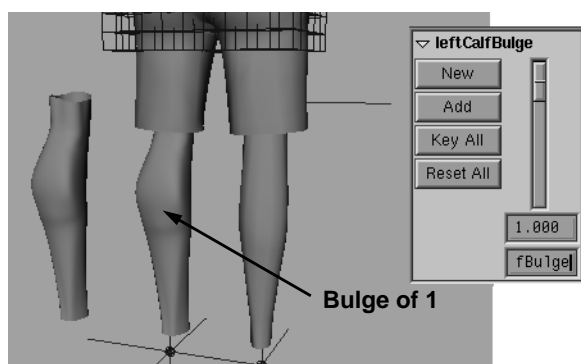 leftCalfBulge
New
Add
Key All
Reset All
1.000
fBulge
Bulge of 1